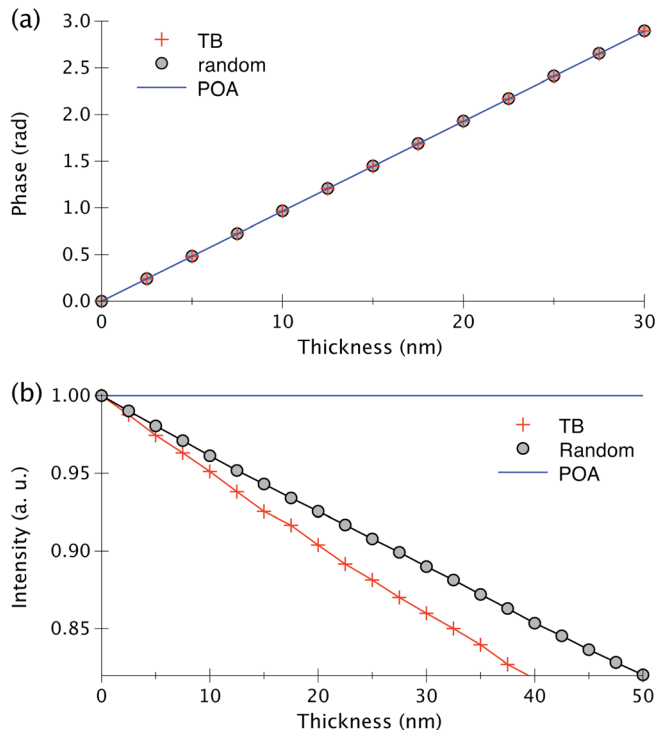 (a)
3.0
2.5
2.0
1.5
1.0
0.5
0.0
Phase (rad)
TB
random
POA
0 10 20 30
Thickness (nm)
(b)
1.00
0.95
0.90
0.85
Intensity (a. u.)
TB
Random
POA
0 10 20 30 40 50
Thickness (nm)